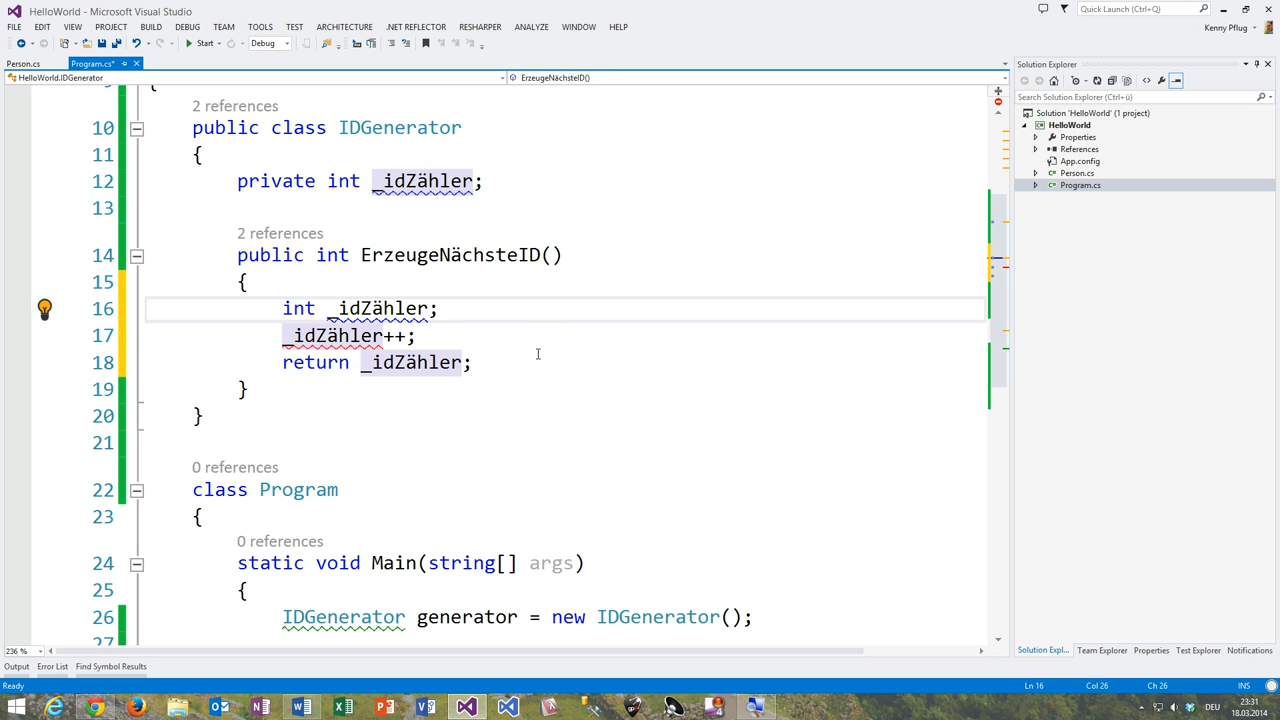 HelloWorld - Microsoft Visual Studio
Quick Launch (Ctrl+Q)
FILE EDIT VIEW PROJECT BUILD DEBUG TEAM TOOLS TEST ARCHITECTURE .NET REFLECTOR RESHARPER ANALYZE WINDOW HELP
Kenny Pflug
Start Debug
Person.cs Program.cs*
HelloWorld.IDGenerator ErzeugeNächsteID()
2 references
10 public class IDGenerator
11 {
12 private int _idZähler;
13
2 references
14 public int ErzeugeNächsteID()
15 {
16 int _idZähler;
17 _idZähler++;
18 return _idZähler;
19 }
20 }
21
0 references
22 class Program
23 {
0 references
24 static void Main(string[] args)
25 {
26 IDGenerator generator = new IDGenerator();
27
236 %
Solution Explorer
Search Solution Explorer (Ctrl+ü)
Solution 'HelloWorld' (1 project)
HelloWorld
Properties
References
App.config
Person.cs
Program.cs
Solution Expl... Team Explorer Properties Test Explorer Notifications
Output Error List Find Symbol Results
Ready Ln 16 Col 26 Ch 26 INS
DEU
23:31
18.03.2014